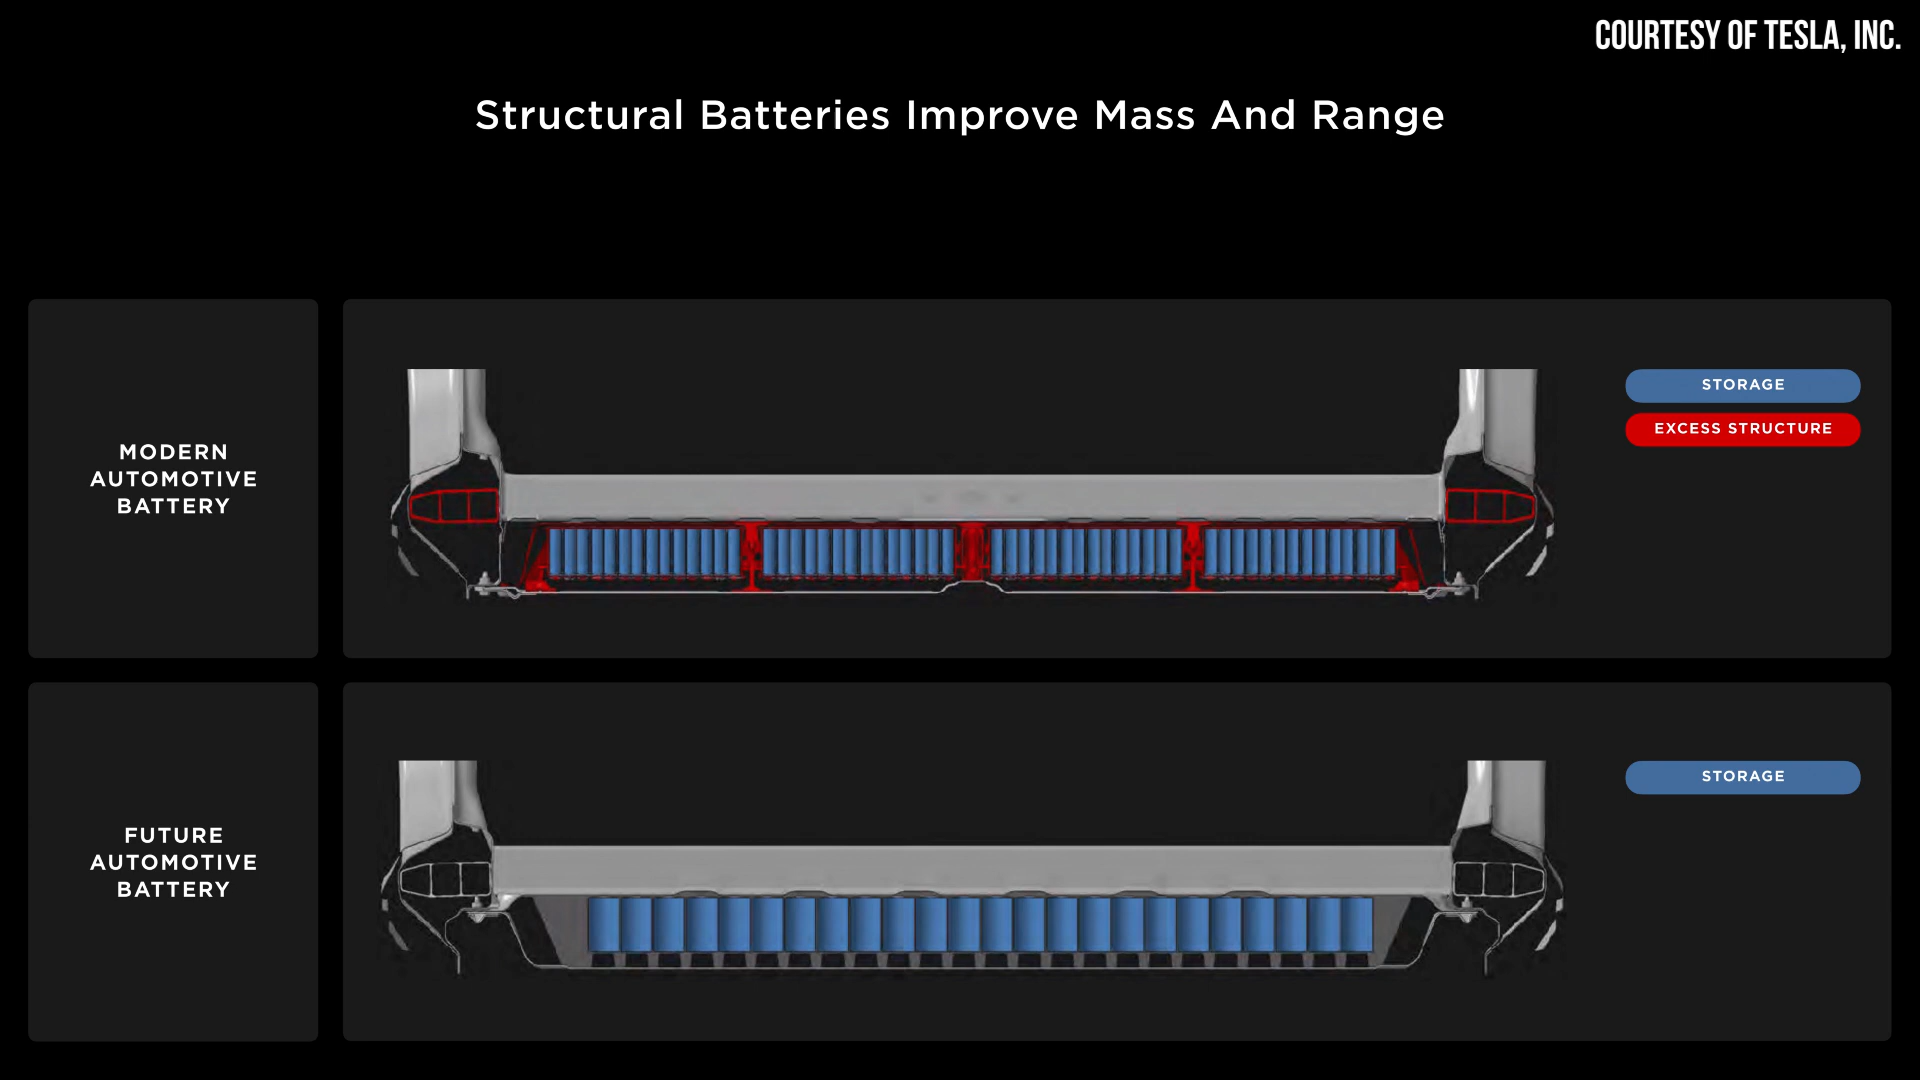 COURTESY OF TESLA, INC.
Structural Batteries Improve Mass And Range
MODERN
AUTOMOTIVE
BATTERY
STORAGE
EXCESS STRUCTURE
FUTURE
AUTOMOTIVE
BATTERY
STORAGE